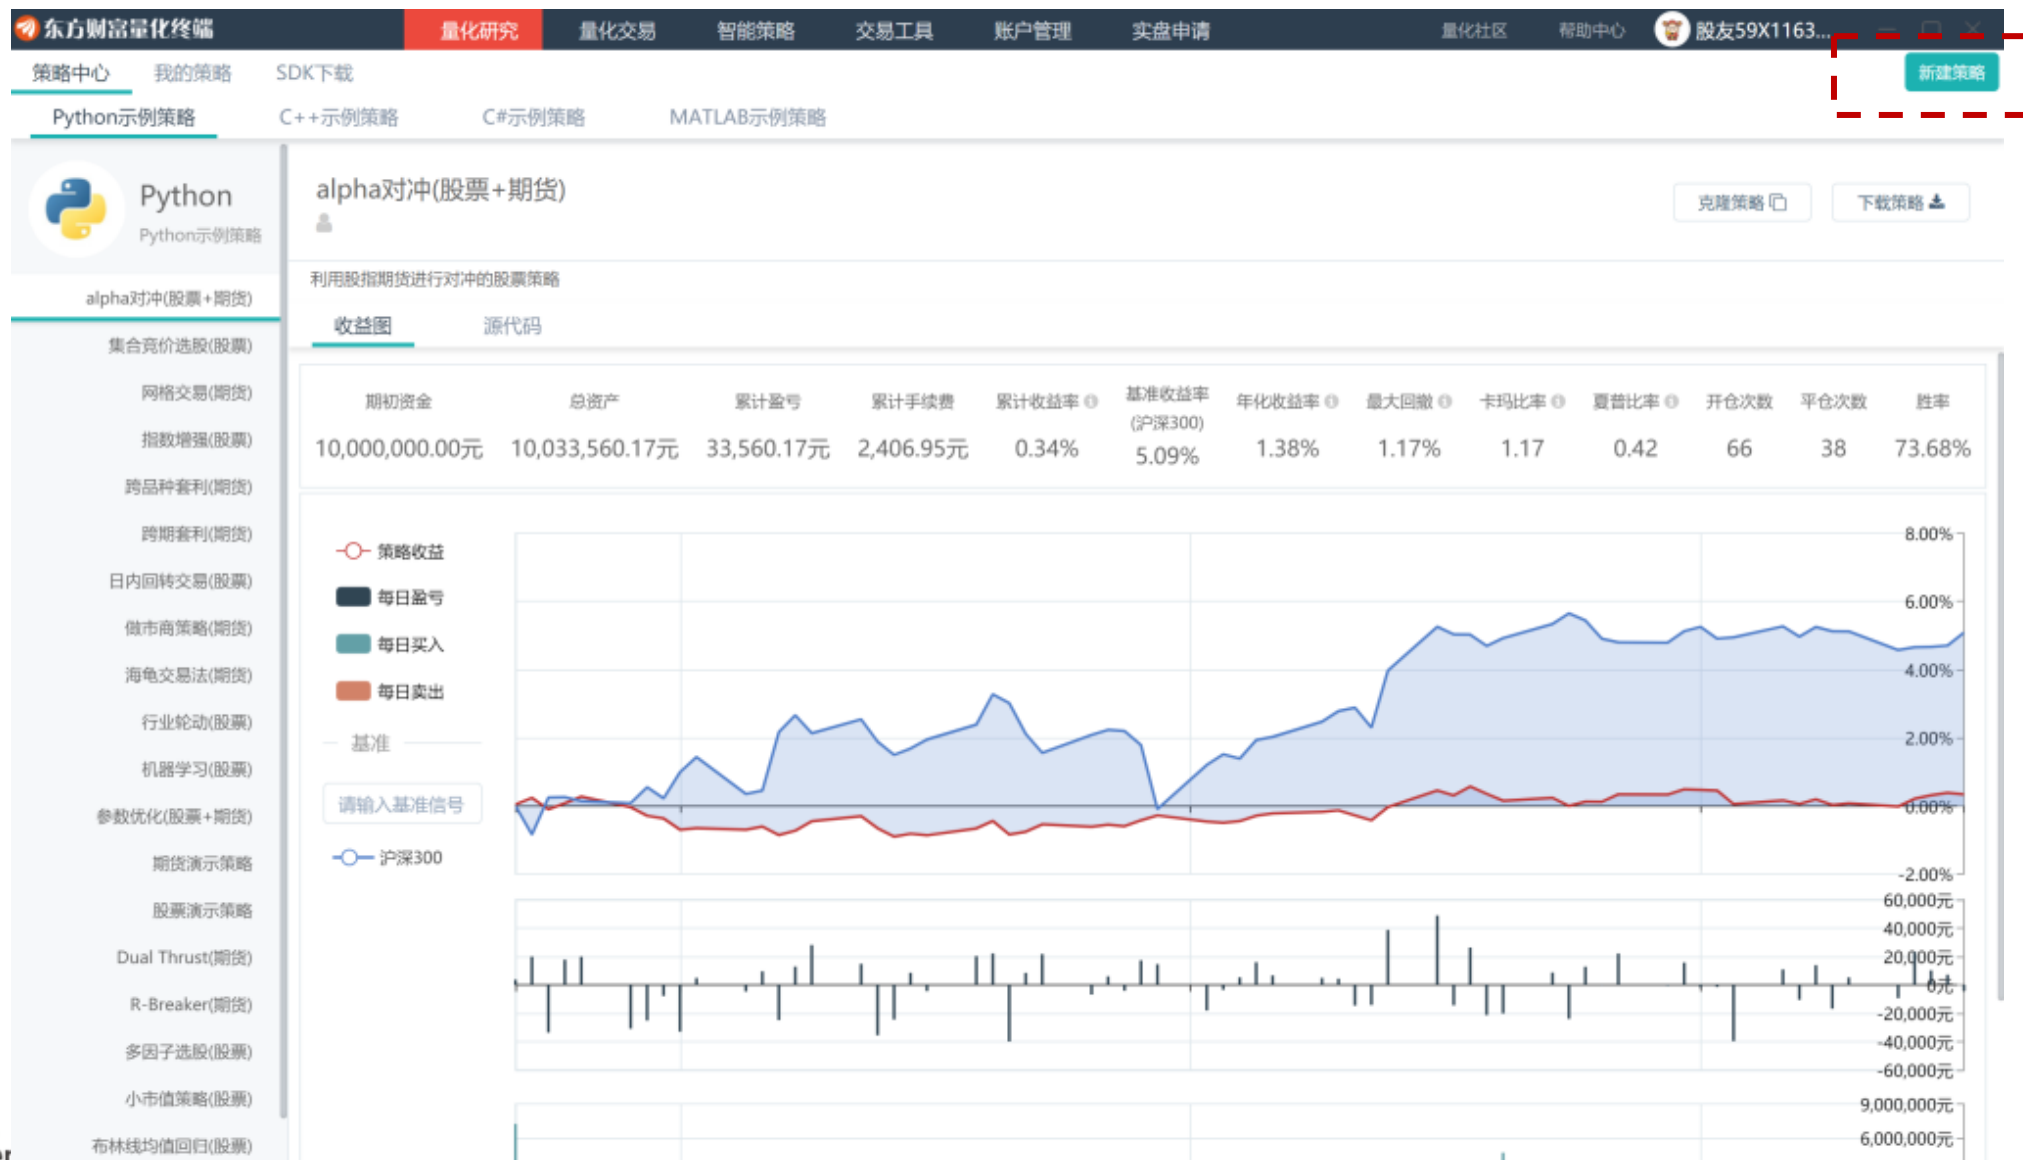 东方财富量化终端
量化研究 量化交易 智能策略 交易工具 账户管理 实盘申请 量化社区 帮助中心 股友59X1163...
策略中心 我的策略 SDK下载 新建策略
Python示例策略 C++示例策略 C#示例策略 MATLAB示例策略
Python
Python示例策略
alpha对冲(股票+期货)
集合竞价选股(股票)
网格交易(期货)
指数增强(股票)
跨品种套利(期货)
跨期套利(期货)
日内回转交易(股票)
做市商策略(期货)
海龟交易法(期货)
行业轮动(股票)
机器学习(股票)
参数优化(股票+期货)
期货演示策略
股票演示策略
Dual Thrust(期货)
R-Breaker(期货)
多因子选股(股票)
小市值策略(股票)
布林线均值回归(股票)
alpha对冲(股票+期货)
克隆策略 下载策略
利用股指期货进行对冲的股票策略
收益图 源代码
期初资金 总资产 累计盈亏 累计手续费 累计收益率 基准收益率 年化收益率 最大回撤 卡玛比率 夏普比率 开仓次数 平仓次数 胜率
(沪深300)
10,000,000.00元 10,033,560.17元 33,560.17元 2,406.95元 0.34% 5.09% 1.38% 1.17% 1.17 0.42 66 38 73.68%
策略收益
每日盈亏
每日买入
每日卖出
基准
请输入基准信号
沪深300
8.00%
6.00%
4.00%
2.00%
0.00%
-2.00%
60,000元
40,000元
20,000元
0元
-20,000元
-40,000元
-60,000元
9,000,000元
6,000,000元